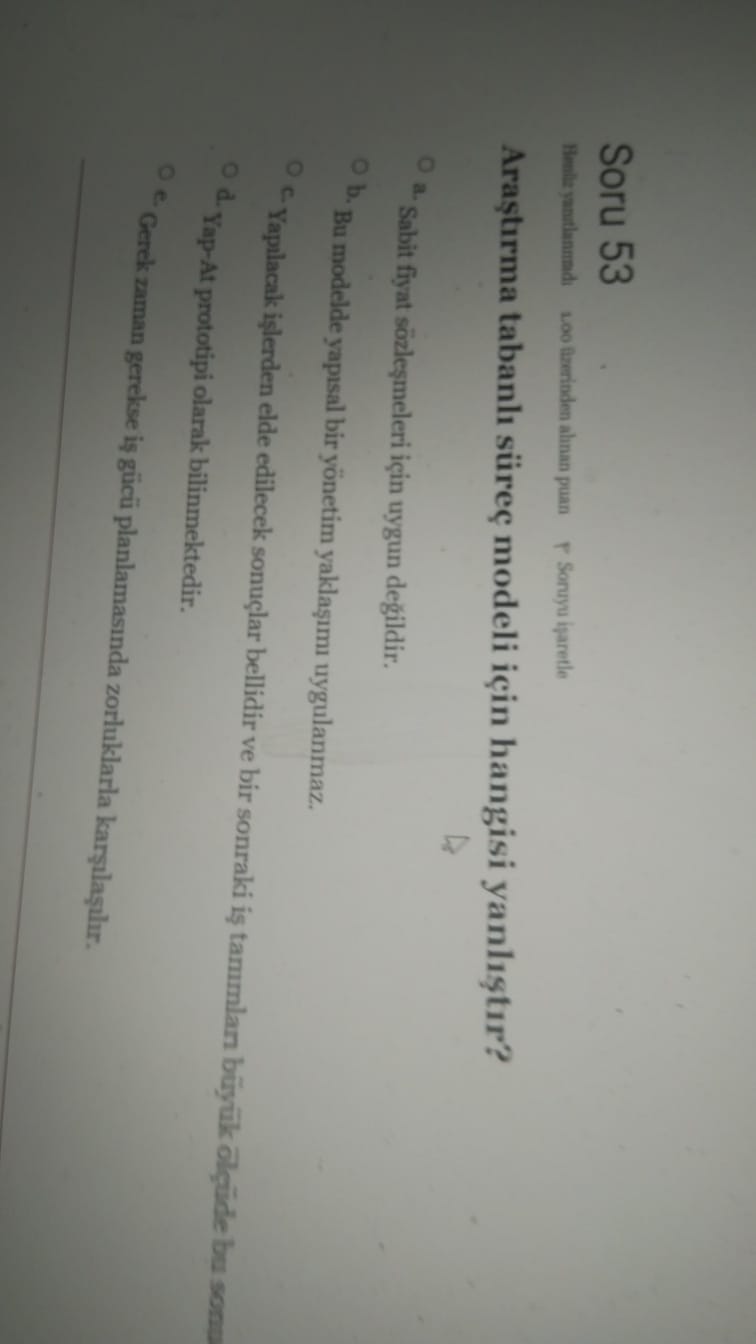 Soru 53
Henüz yanıtlanmadı 1,00 üzerinden alınan puan Soruyu işaretle
Araştırma tabanlı süreç modeli için hangisi yanlıştır?
a. Sabit fiyat sözleşmeleri için uygun değildir.
b. Bu modelde yapısal bir yönetim yaklaşımı uygulanmaz.
c. Yapılacak işlerden elde edilecek sonuçlar bellidir ve bir sonraki iş tanımları büyük ölçüde bu
d. Yap-At prototipi olarak bilinmektedir.
e. Gerek zaman gerekse iş gücü planlamasında zorluklarla karşılaşılır.